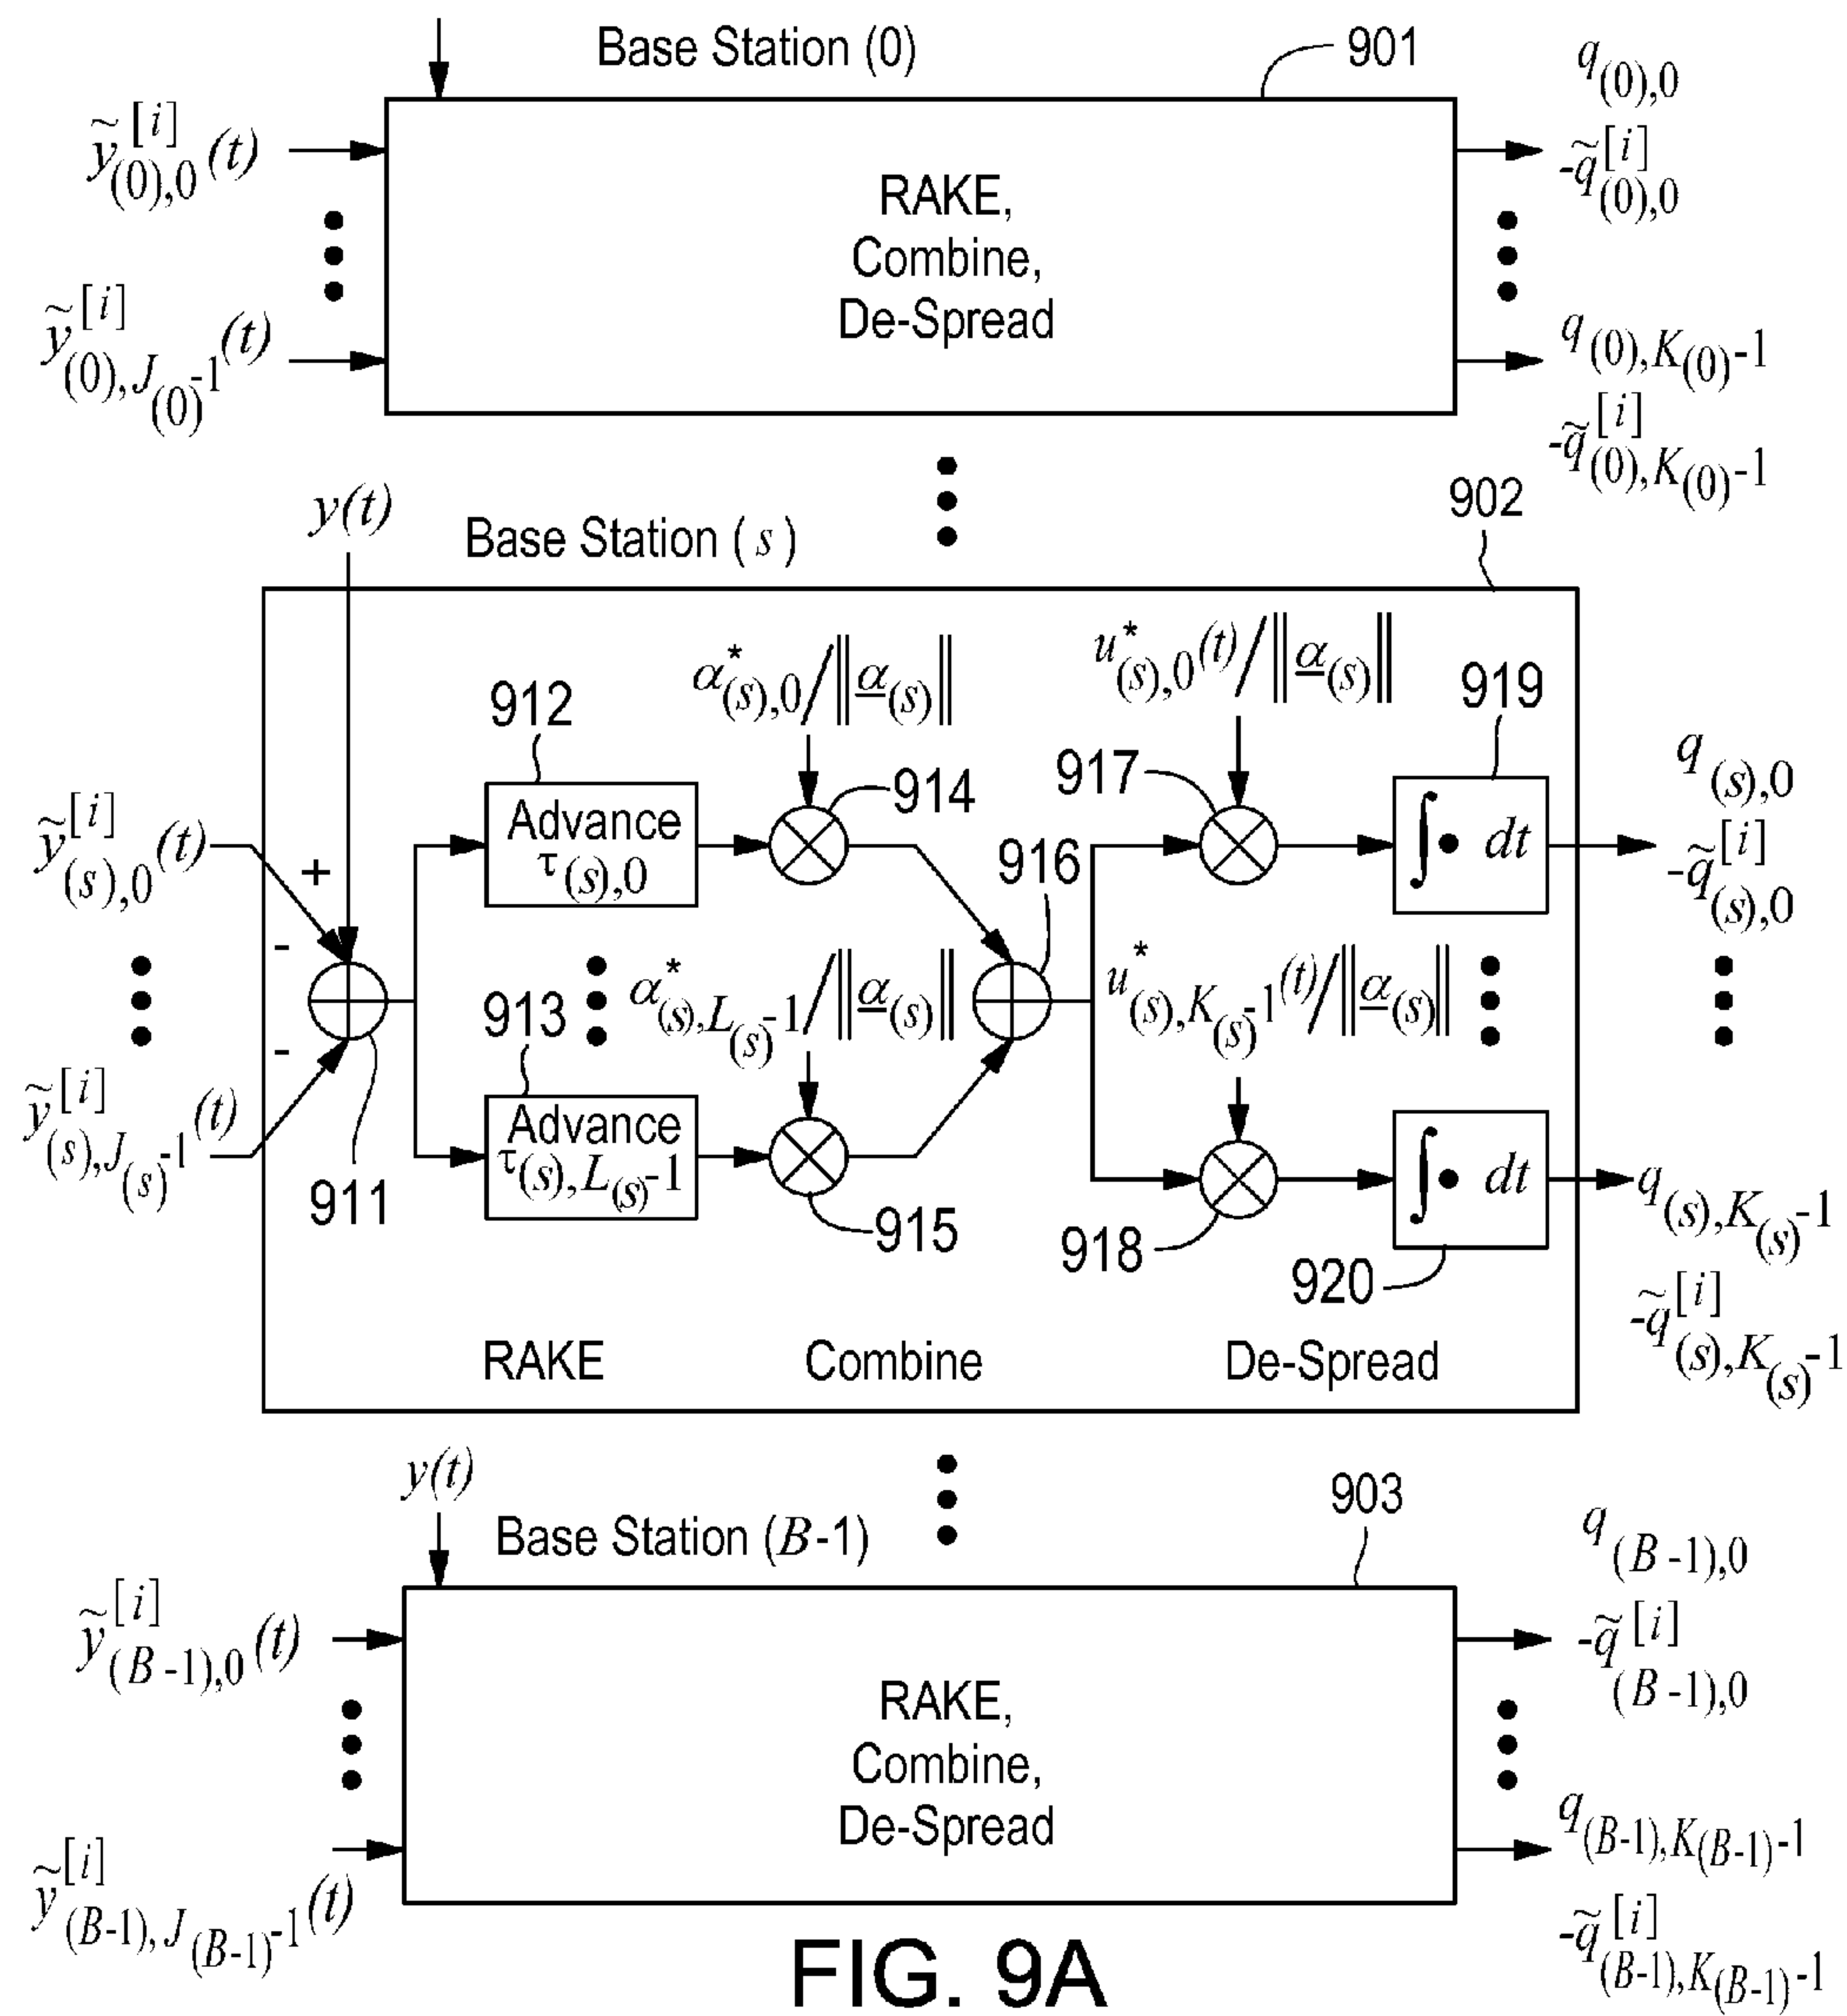 Base Station (0)
901
ỹ[i](0),0(t)
RAKE,
Combine,
De-Spread
ỹ[i](0),J(0)-1(t)
q(0),0
-q̃[i](0),0
q(0),K(0)-1
-q̃[i](0),K(0)-1
y(t)
Base Station (s)
902
α*(s),0/||α(s)||
u*(s),0(t)/||α(s)||
912
Advance
τ(s),0
914
916
917
919
∫• dt
ỹ[i](s),0(t)
+
-
-
ỹ[i](s),J(s)-1(t)
911
913
α*(s),L(s)-1/||α(s)||
u*(s),K(s)-1(t)/||α(s)||
Advance
τ(s),L(s)-1
915
918
∫• dt
920
q(s),0
-q̃[i](s),0
q(s),K(s)-1
-q̃[i](s),K(s)-1
RAKE
Combine
De-Spread
y(t)
Base Station (B-1)
903
ỹ[i](B-1),0(t)
RAKE,
Combine,
De-Spread
ỹ[i](B-1),J(B-1)-1(t)
q(B-1),0
-q̃[i](B-1),0
q(B-1),K(B-1)-1
-q̃[i](B-1),K(B-1)-1
FIG. 9A